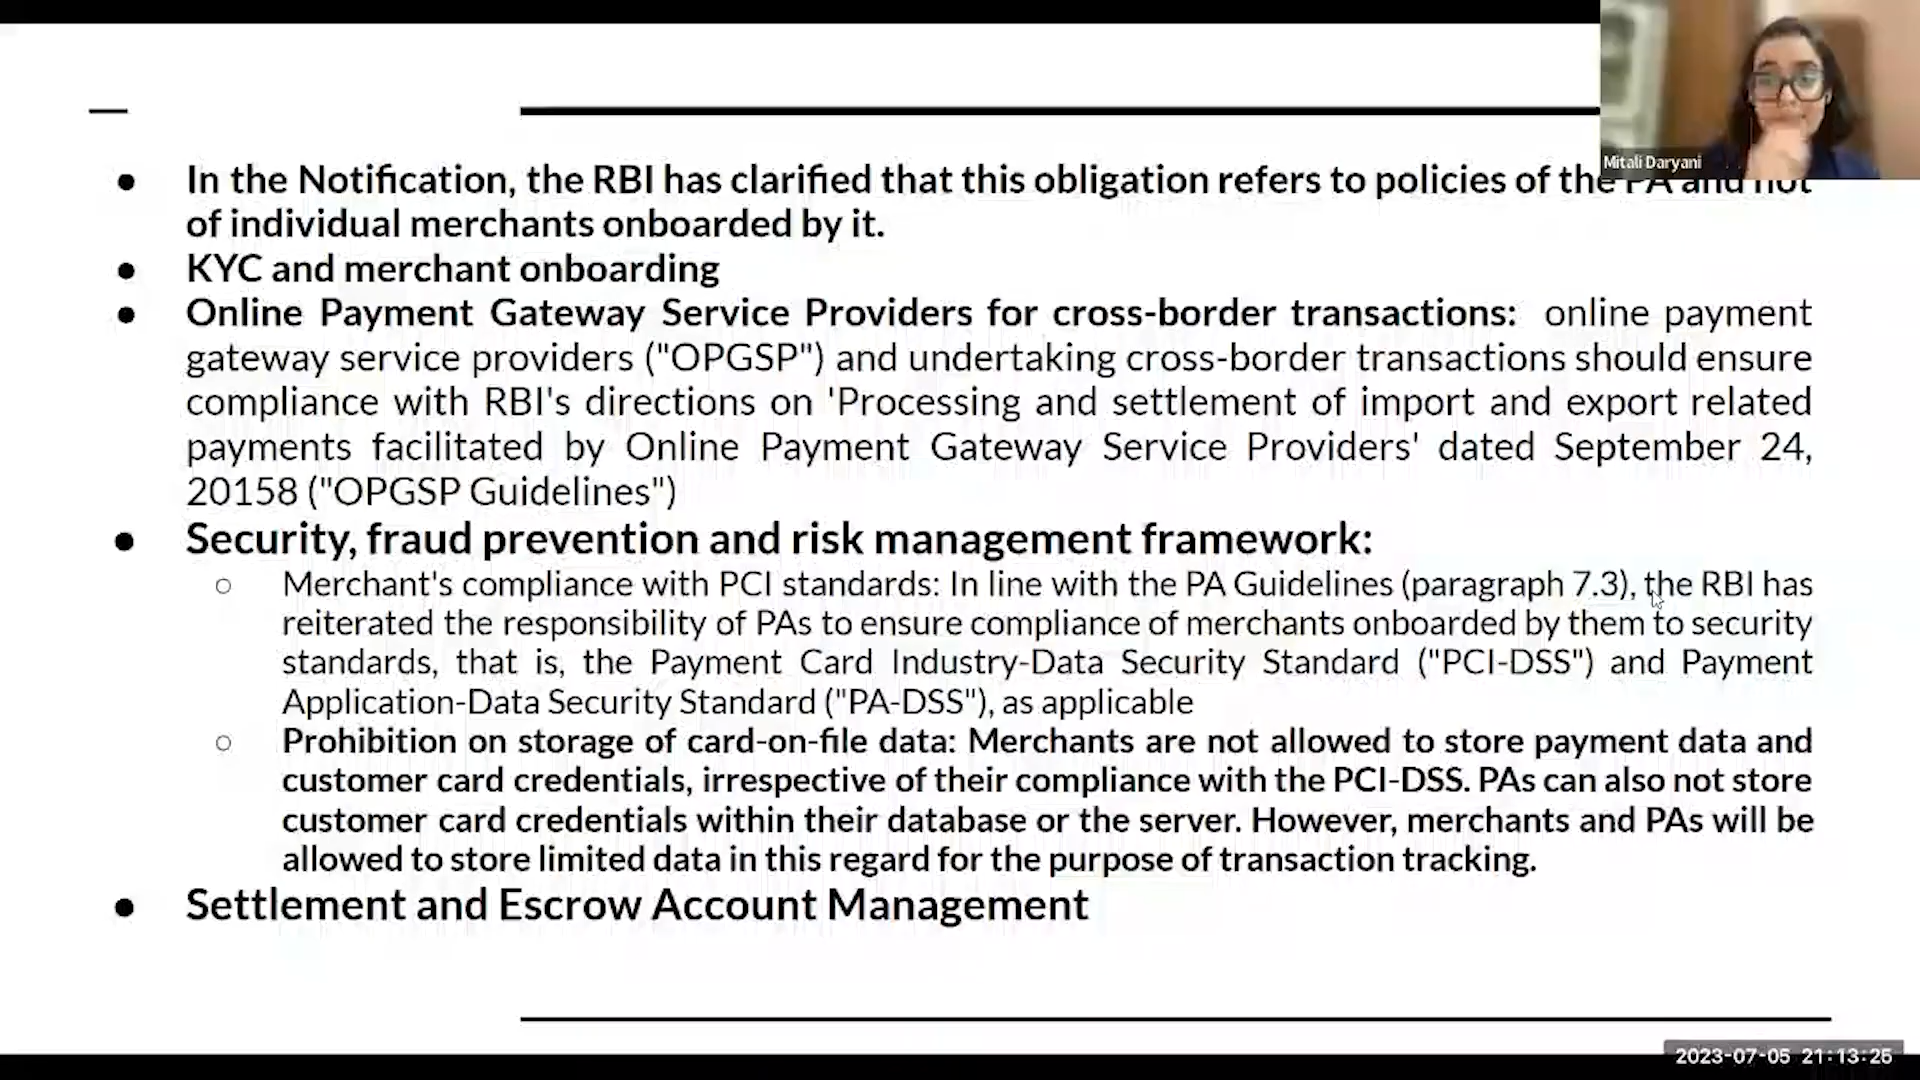 Mitali Daryani
● In the Notification, the RBI has clarified that this obligation refers to policies of the PA and not
of individual merchants onboarded by it.
● KYC and merchant onboarding
● Online Payment Gateway Service Providers for cross-border transactions: online payment
gateway service providers ("OPGSP") and undertaking cross-border transactions should ensure
compliance with RBI's directions on 'Processing and settlement of import and export related
payments facilitated by Online Payment Gateway Service Providers' dated September 24,
20158 ("OPGSP Guidelines")
● Security, fraud prevention and risk management framework:
○ Merchant's compliance with PCI standards: In line with the PA Guidelines (paragraph 7.3), the RBI has
reiterated the responsibility of PAs to ensure compliance of merchants onboarded by them to security
standards, that is, the Payment Card Industry-Data Security Standard ("PCI-DSS") and Payment
Application-Data Security Standard ("PA-DSS"), as applicable
○ Prohibition on storage of card-on-file data: Merchants are not allowed to store payment data and
customer card credentials, irrespective of their compliance with the PCI-DSS. PAs can also not store
customer card credentials within their database or the server. However, merchants and PAs will be
allowed to store limited data in this regard for the purpose of transaction tracking.
● Settlement and Escrow Account Management
2023-07-05 21:13:25